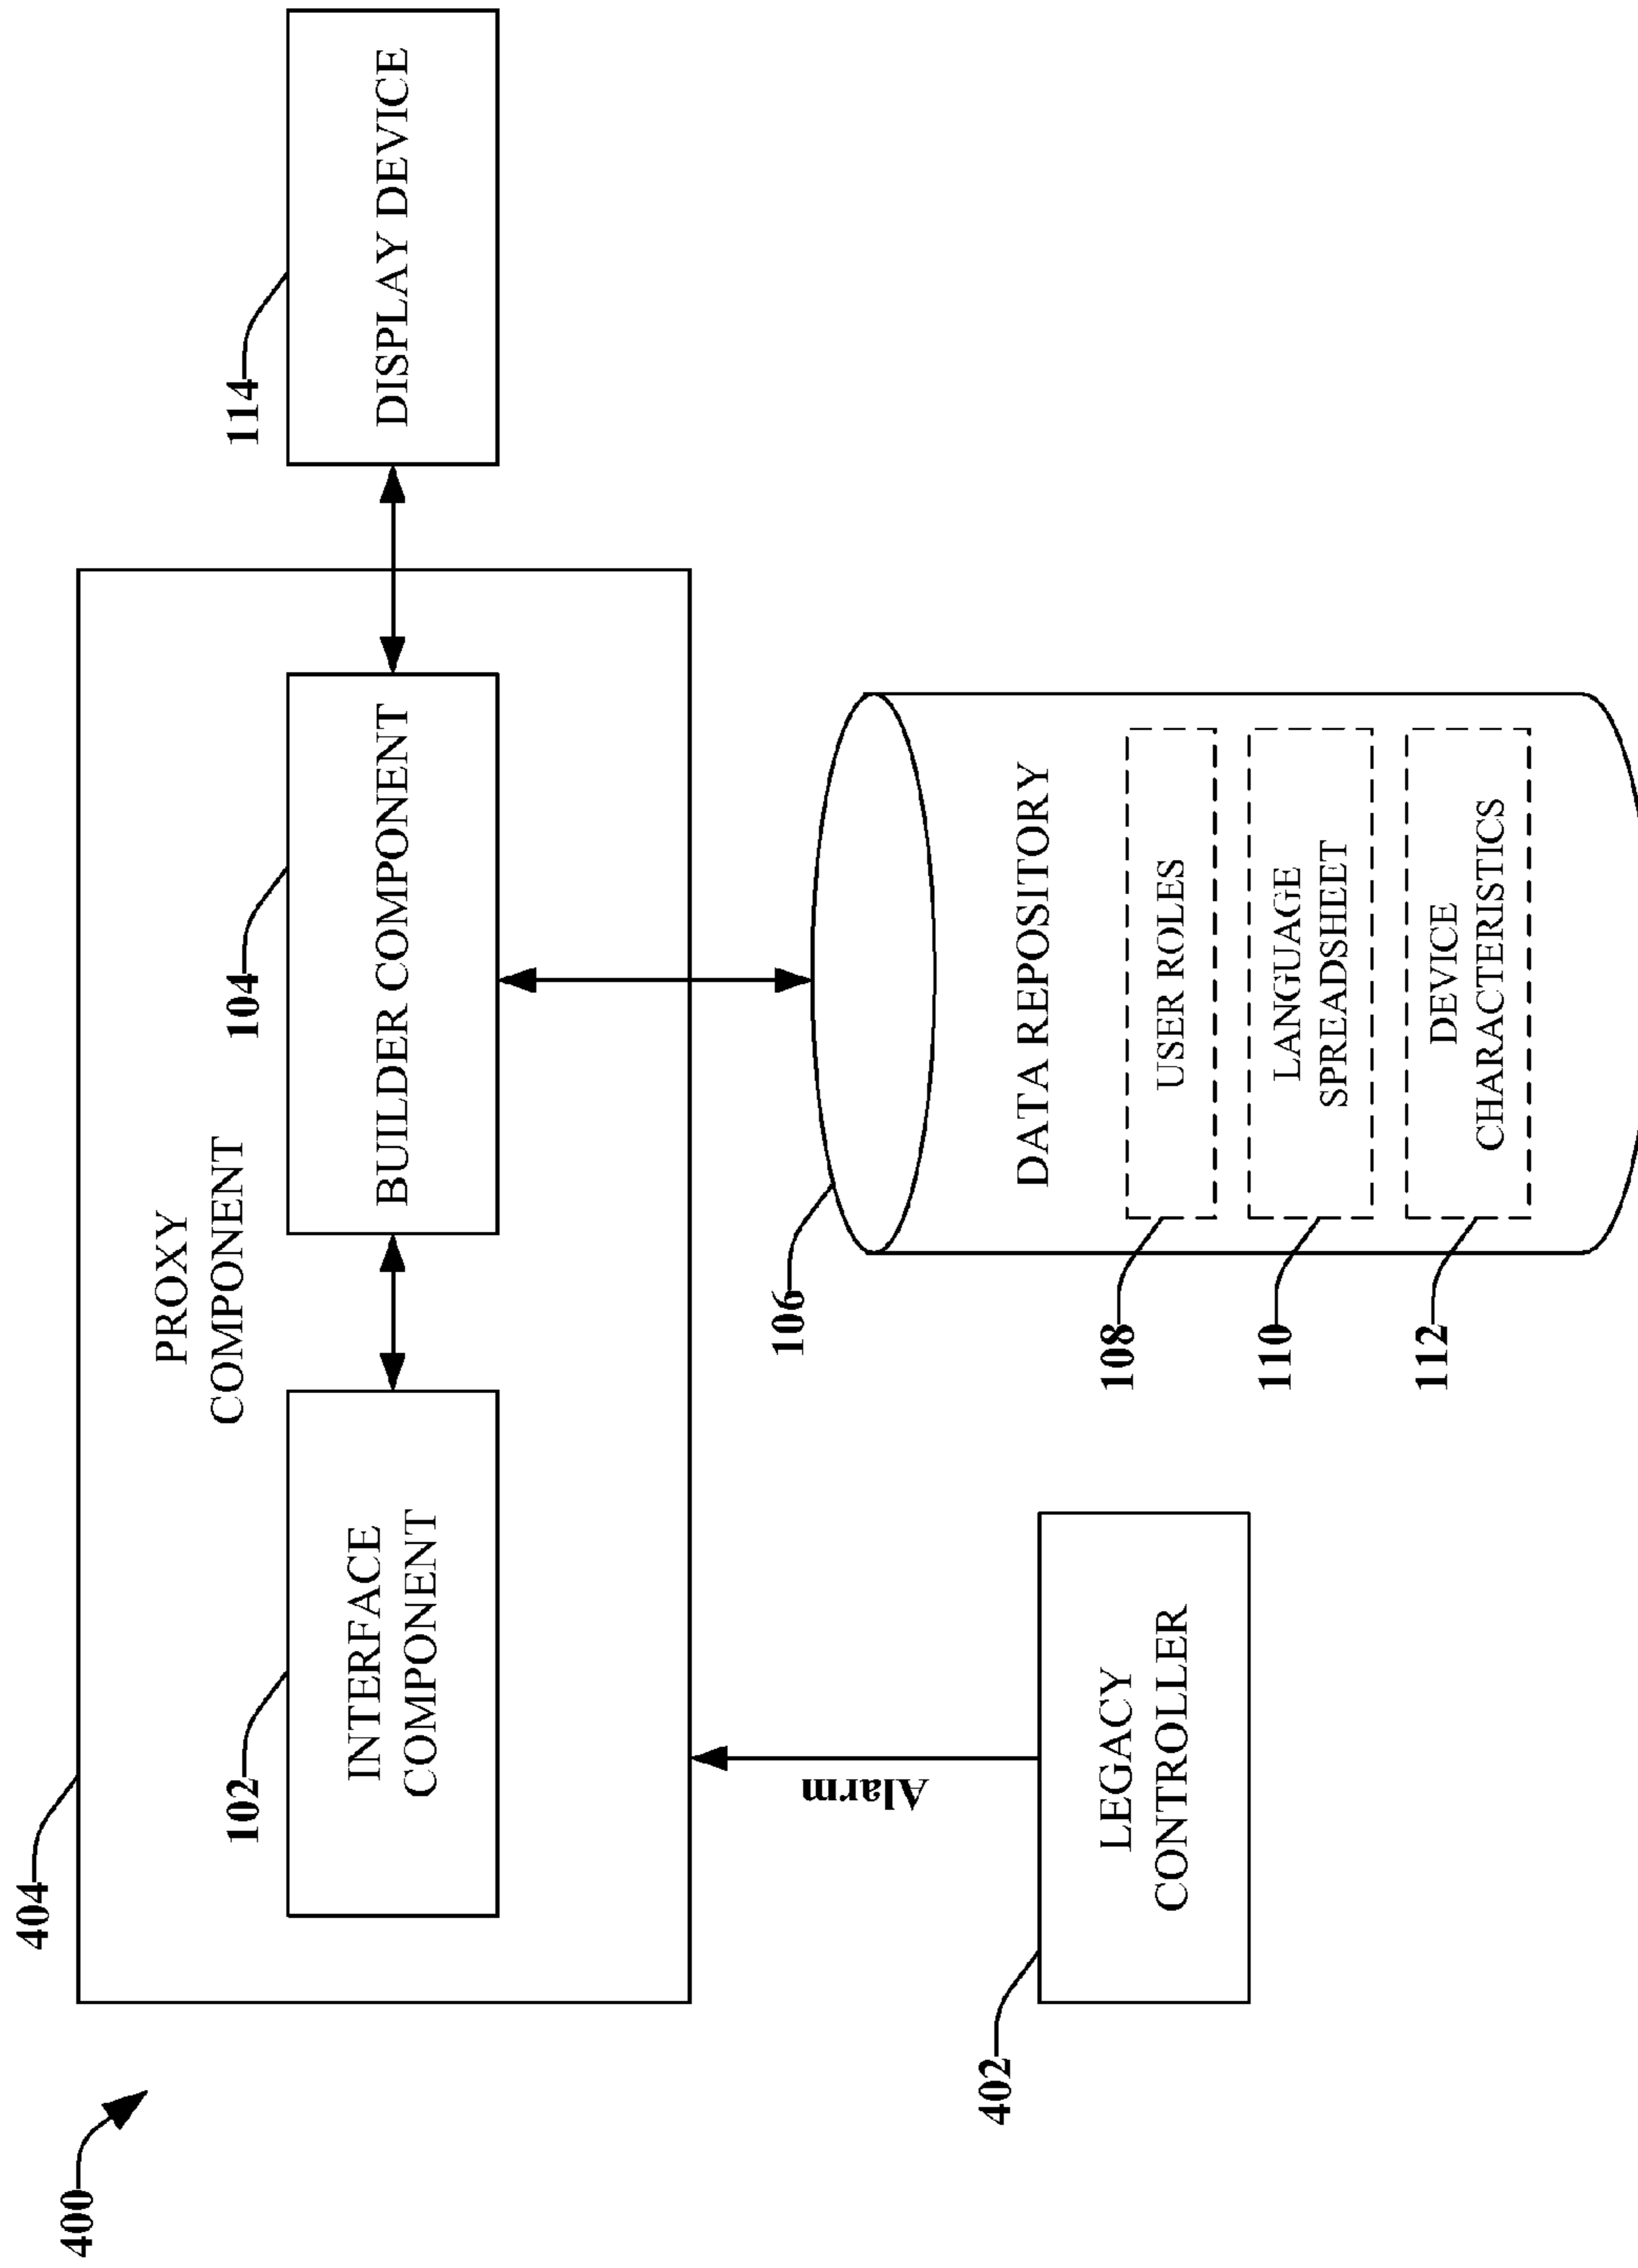 400
404
PROXY
COMPONENT
102
INTERFACE
COMPONENT
104
BUILDER COMPONENT
114
DISPLAY DEVICE
Alarm
402
LEGACY
CONTROLLER
106
DATA REPOSITORY
108
USER ROLES
110
LANGUAGE
SPREADSHEET
112
DEVICE
CHARACTERISTICS